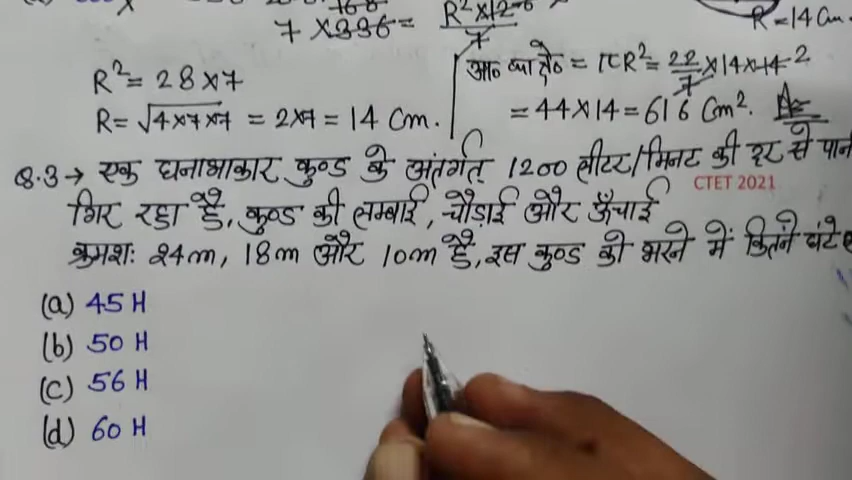 7 × 336 = R² × 12 / 7
R = 14 Cm.
R² = 28 × 7
R = √4×7×7 = 2×7 = 14 Cm.
आ० का क्षे० = πR² = 22/7 × 14 × 14 2
= 44 × 14 = 616 Cm².
Q.3 → एक घनाभाकार कुण्ड के अंतर्गत् 1200 लीटर/मिनट की दर से पानी
CTET 2021
गिर रहा है, कुण्ड की लम्बाई, चौड़ाई और ऊँचाई
क्रमशः 24m, 18m और 10m है, इस कुण्ड को भरने में कितने घंटे
(a) 45 H
(b) 50 H
(c) 56 H
(d) 60 H